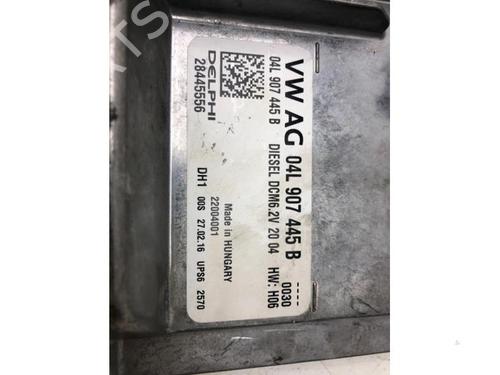 VW AG 04L 907 445 B ----
04L 907 445 B DIESEL DCM6.2V 20 04 HW: H06
0030
DELPHI
28445556
22004001 Made in HUNGARY
DH1 00S 27.02.16 UPS6 2570
PARTS